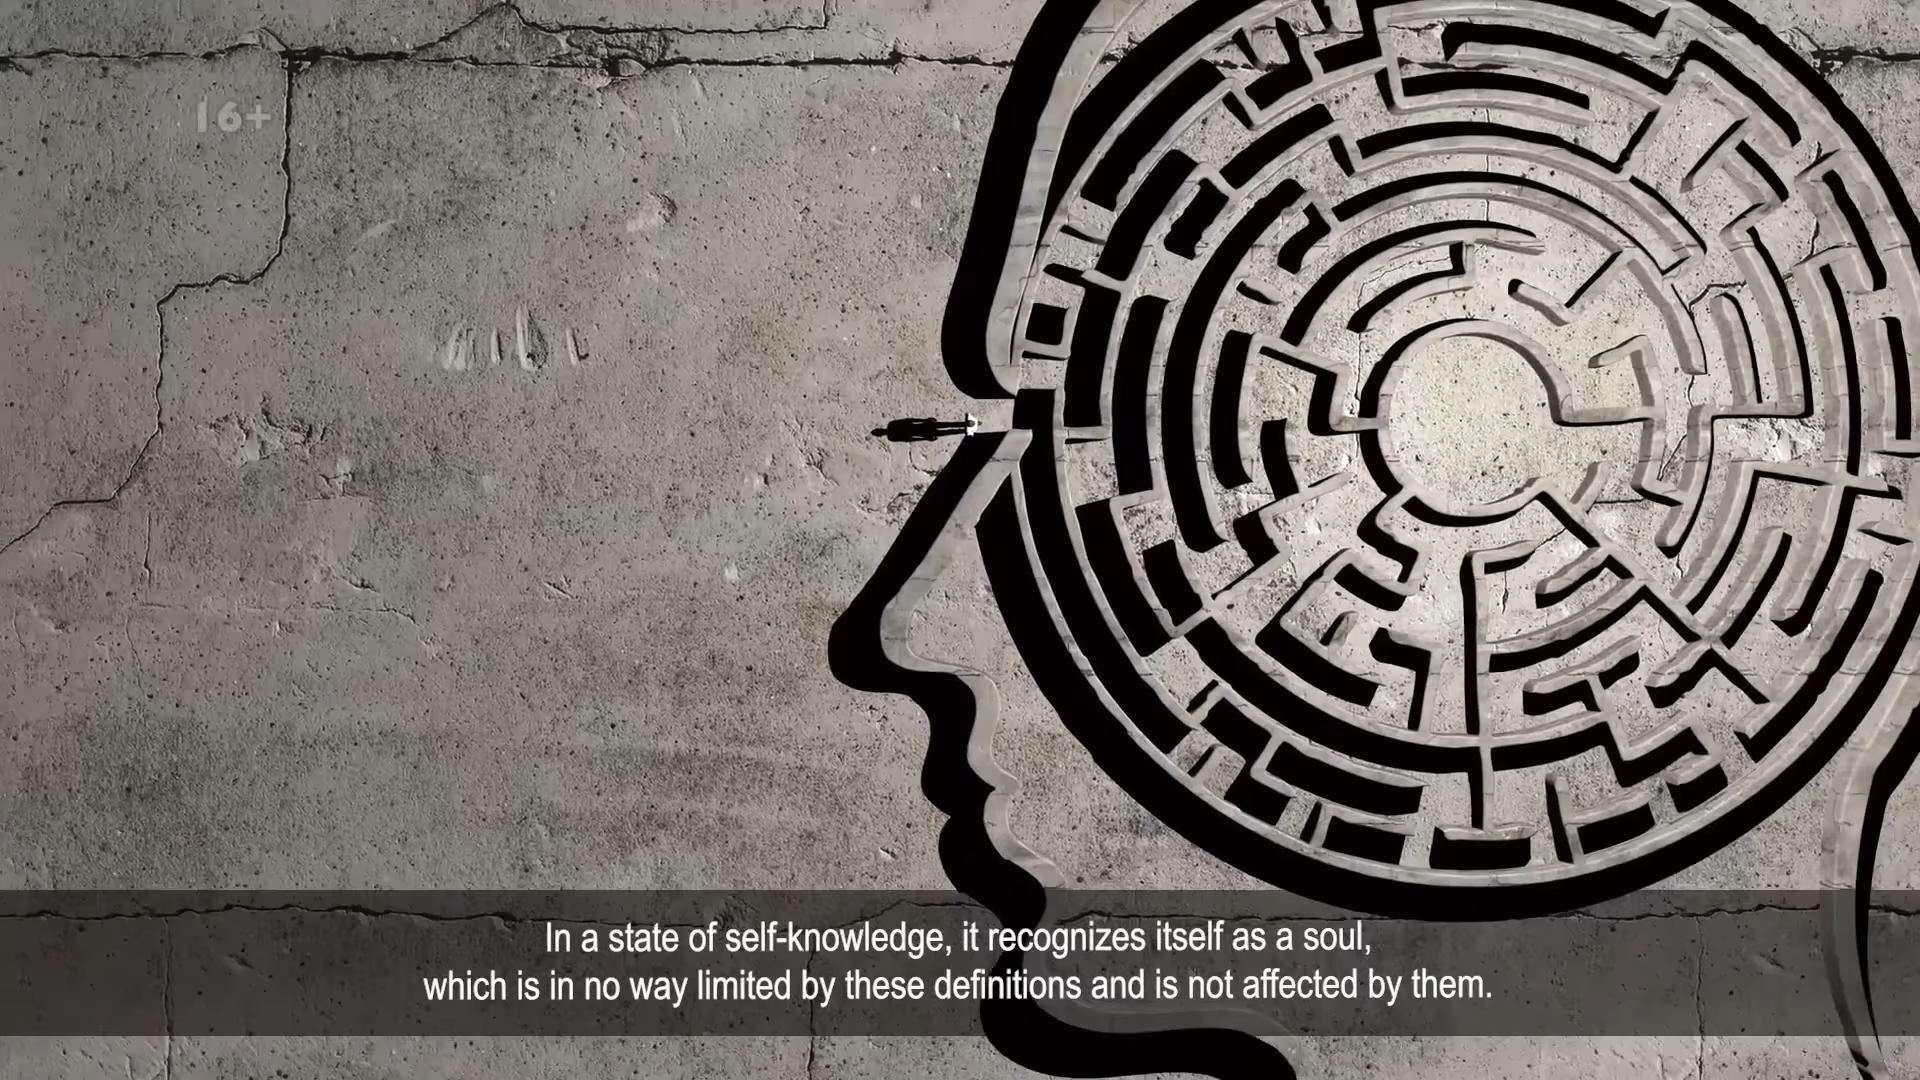 16+
In a state of self-knowledge, it recognizes itself as a soul,
which is in no way limited by these definitions and is not affected by them.